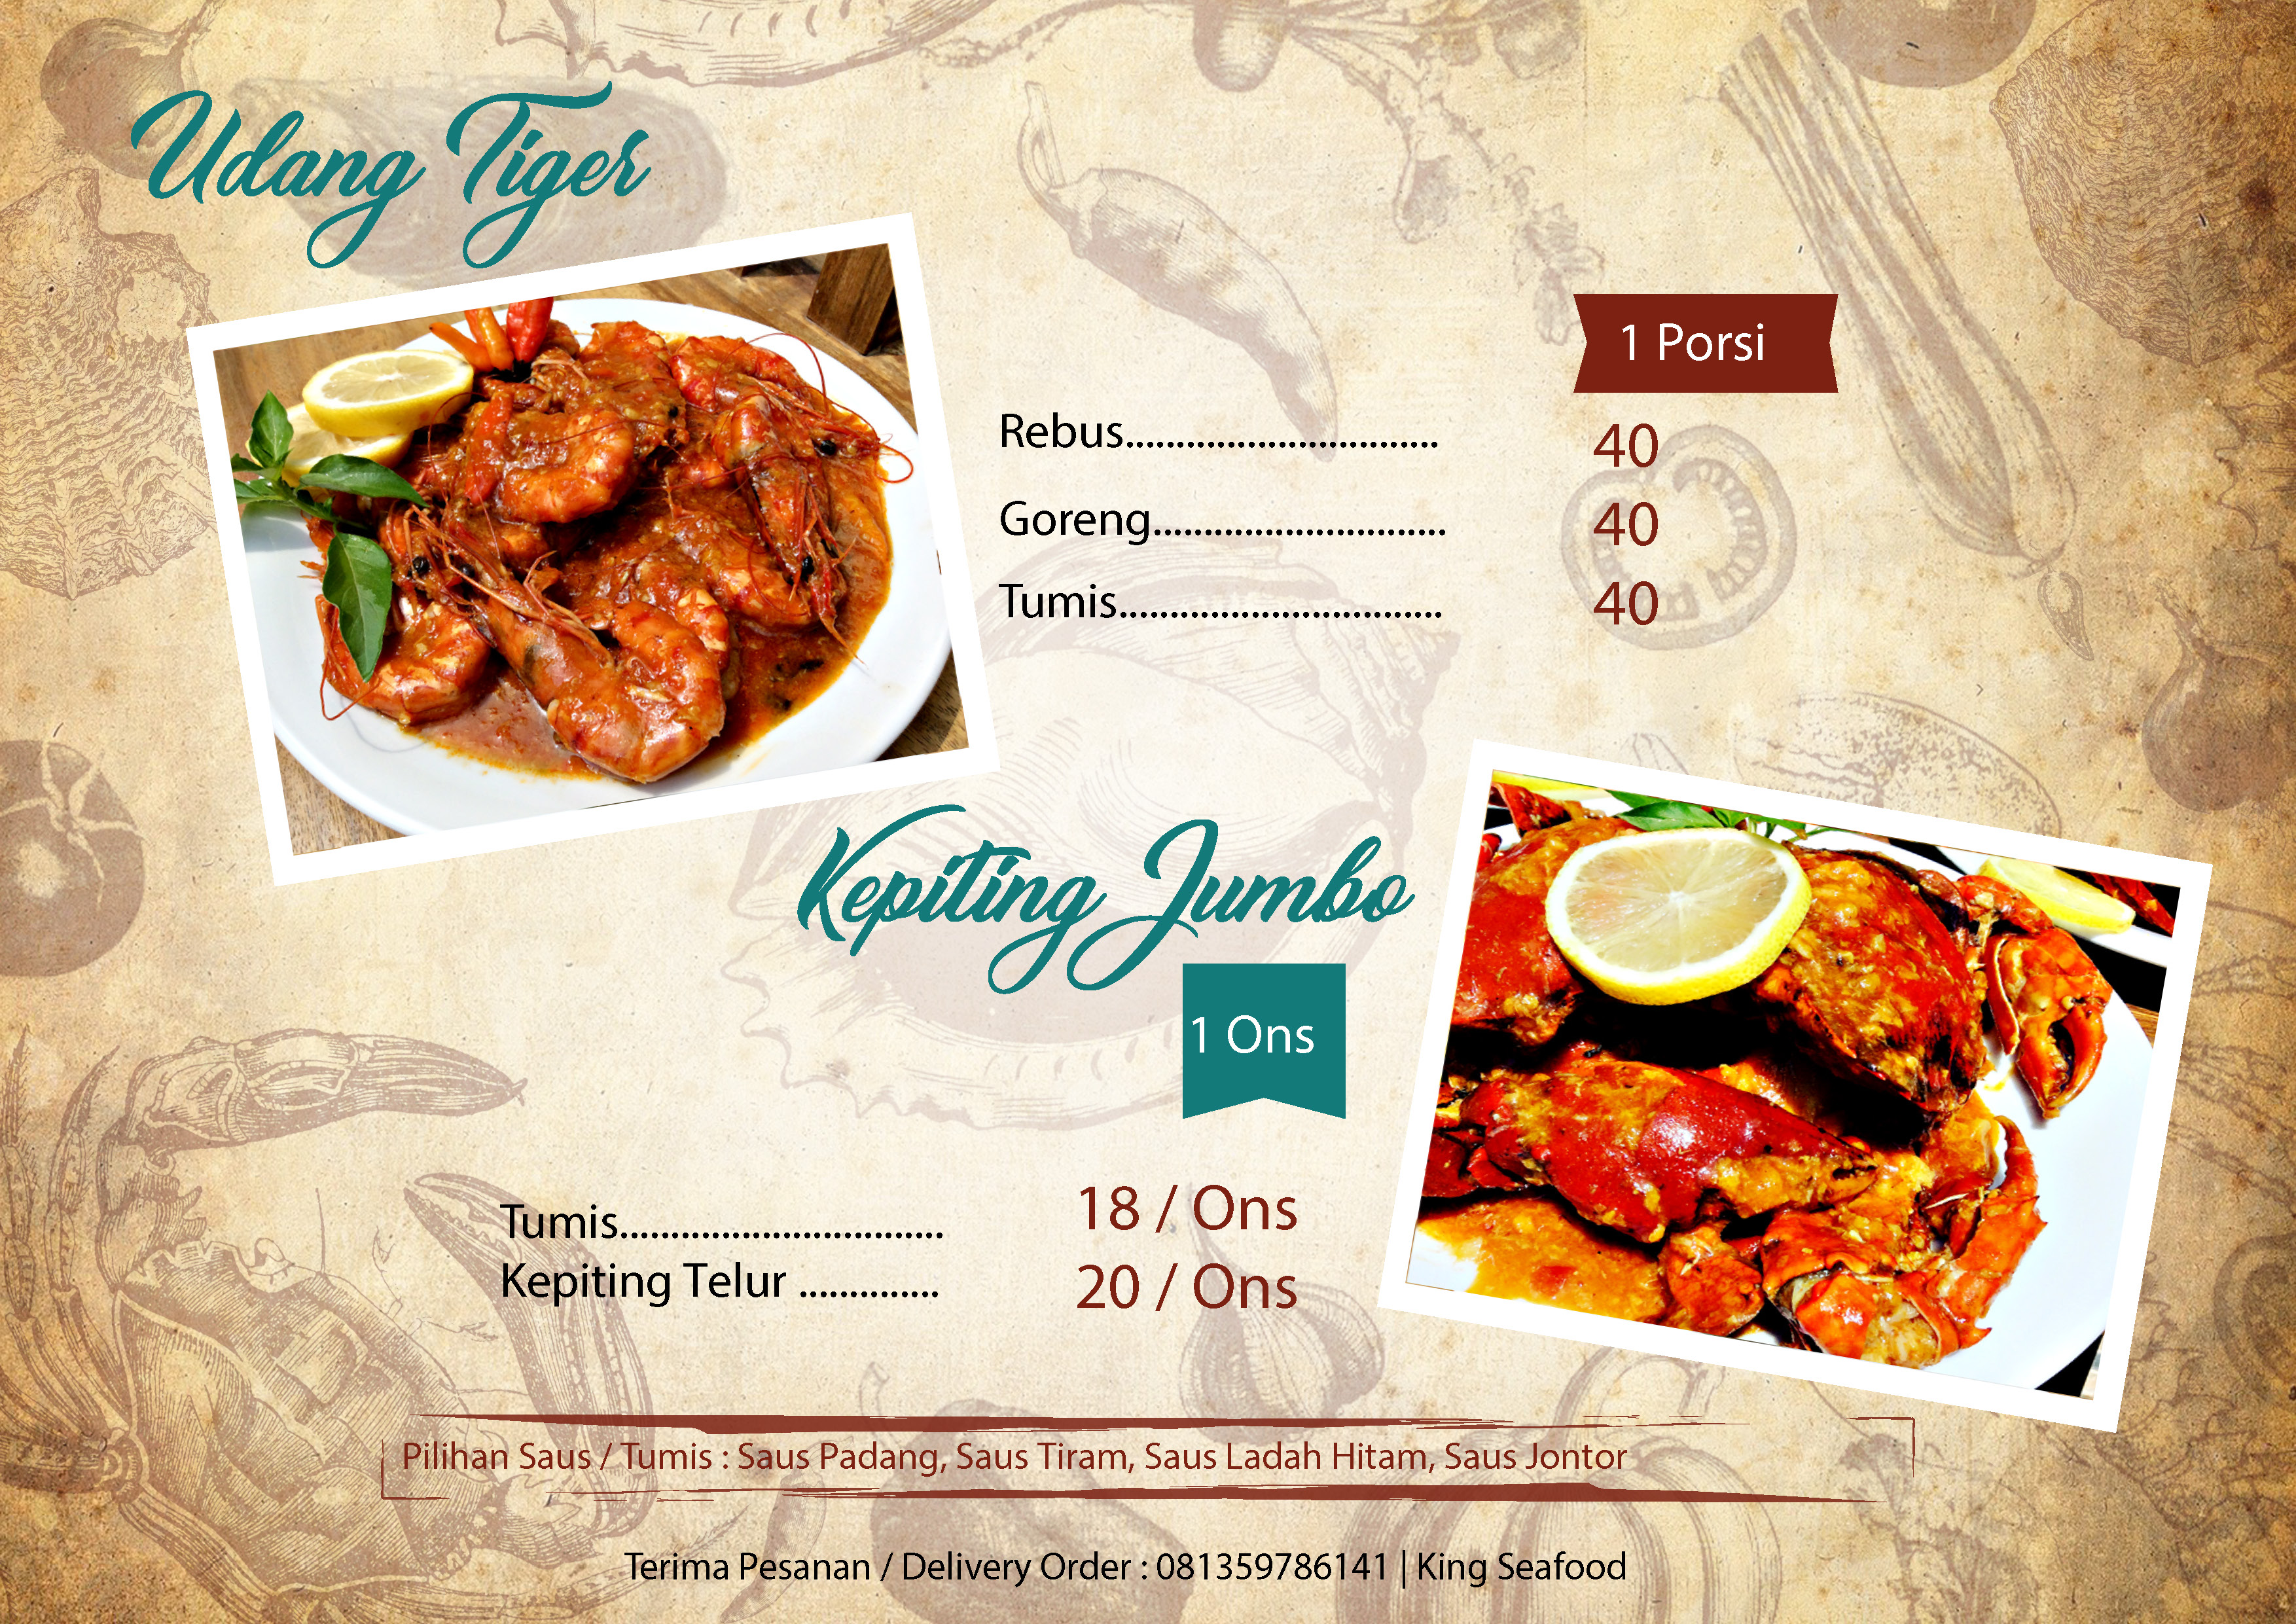 Udang Tiger
1 Porsi
Rebus............................... 40
Goreng............................. 40
Tumis................................ 40
Kepiting Jumbo
1 Ons
Tumis................................ 18 / Ons
Kepiting Telur .............. 20 / Ons
Pilihan Saus / Tumis : Saus Padang, Saus Tiram, Saus Ladah Hitam, Saus Jontor
Terima Pesanan / Delivery Order : 081359786141 | King Seafood